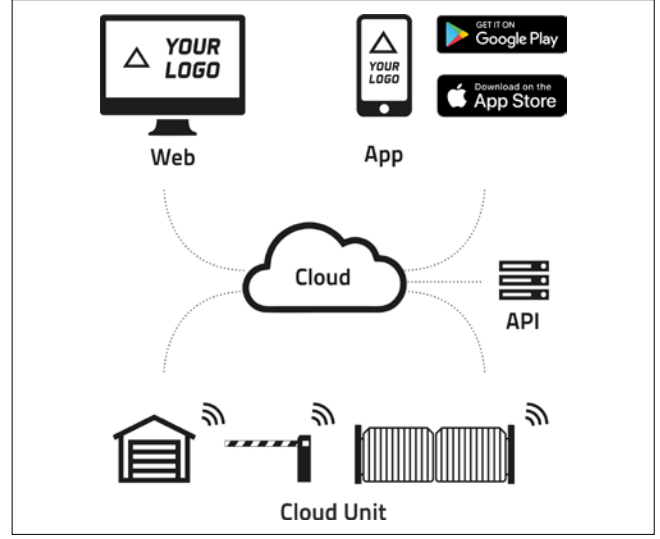 YOUR
LOGO
YOUR
LOGO
GET IT ON
Google Play
Download on the
App Store
Web
App
Cloud
API
Cloud Unit